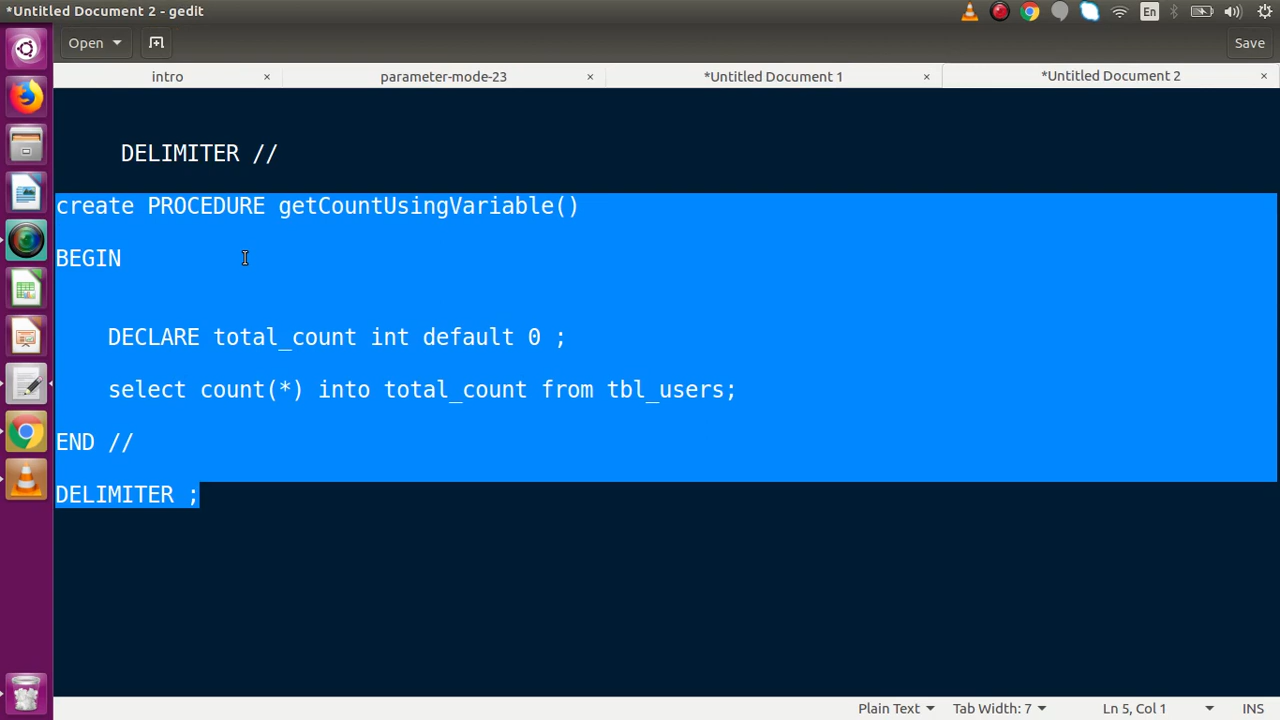 *Untitled Document 2 - gedit
En
Open
Save
intro
parameter-mode-23
*Untitled Document 1
*Untitled Document 2
DELIMITER //
create PROCEDURE getCountUsingVariable()
BEGIN
DECLARE total_count int default 0 ;
select count(*) into total_count from tbl_users;
END //
DELIMITER ;
Plain Text
Tab Width: 7
Ln 5, Col 1
INS